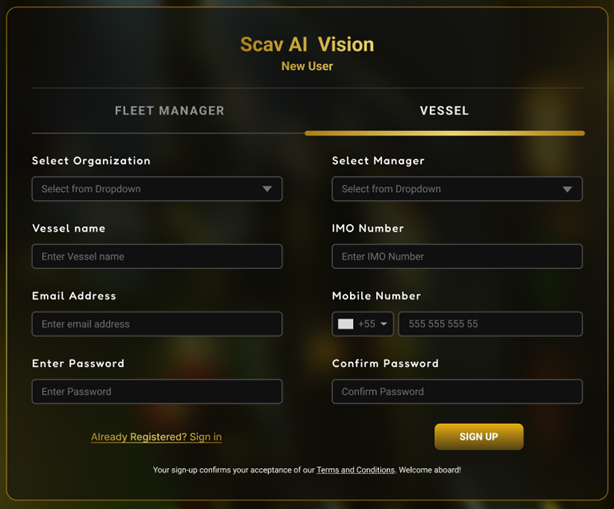 Scav AI Vision
New User
FLEET MANAGER
VESSEL
Select Organization
Select Manager
Select from Dropdown
Select from Dropdown
Vessel name
IMO Number
Enter Vessel name
Enter IMO Number
Email Address
Mobile Number
Enter email address
+55
555 555 555 55
Enter Password
Confirm Password
Enter Password
Confirm Password
Already Registered? Sign in
SIGN UP
Your sign-up confirms your acceptance of our Terms and Conditions. Welcome aboard!